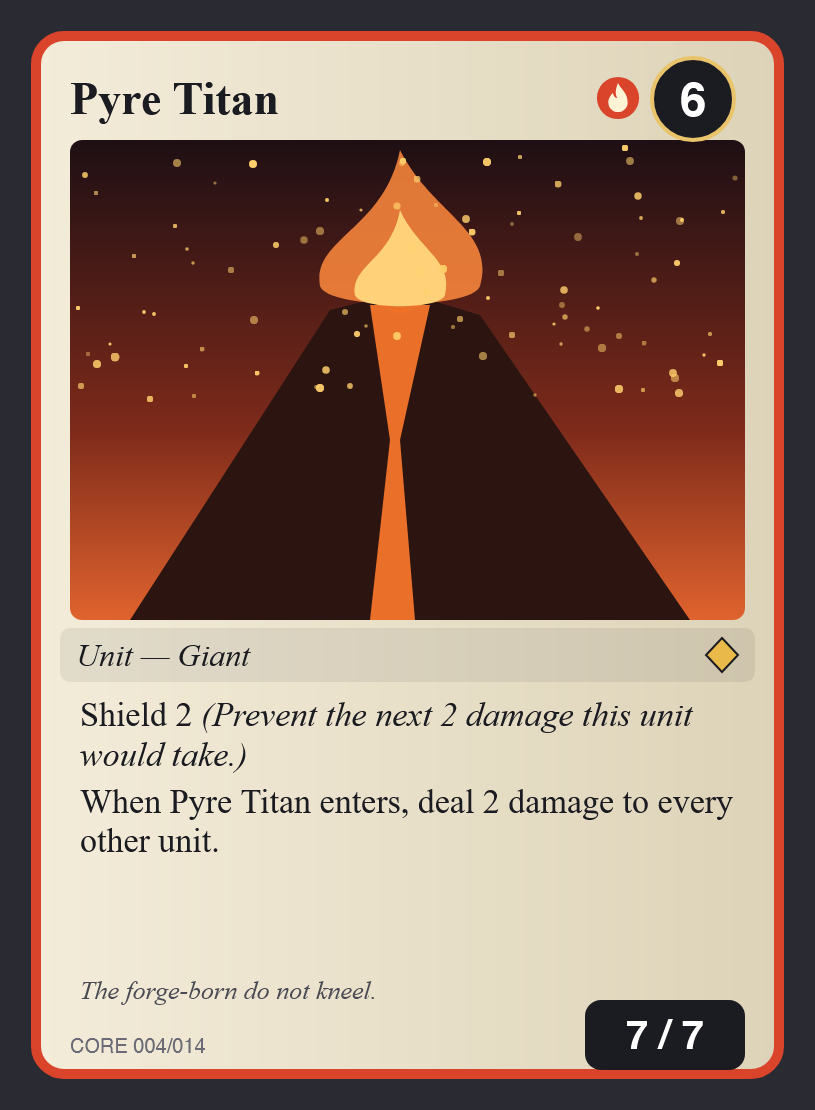 Pyre Titan
6
Unit — Giant
Shield 2 (Prevent the next 2 damage this unit
would take.)
When Pyre Titan enters, deal 2 damage to every
other unit.
The forge-born do not kneel.
CORE 004/014
7 / 7